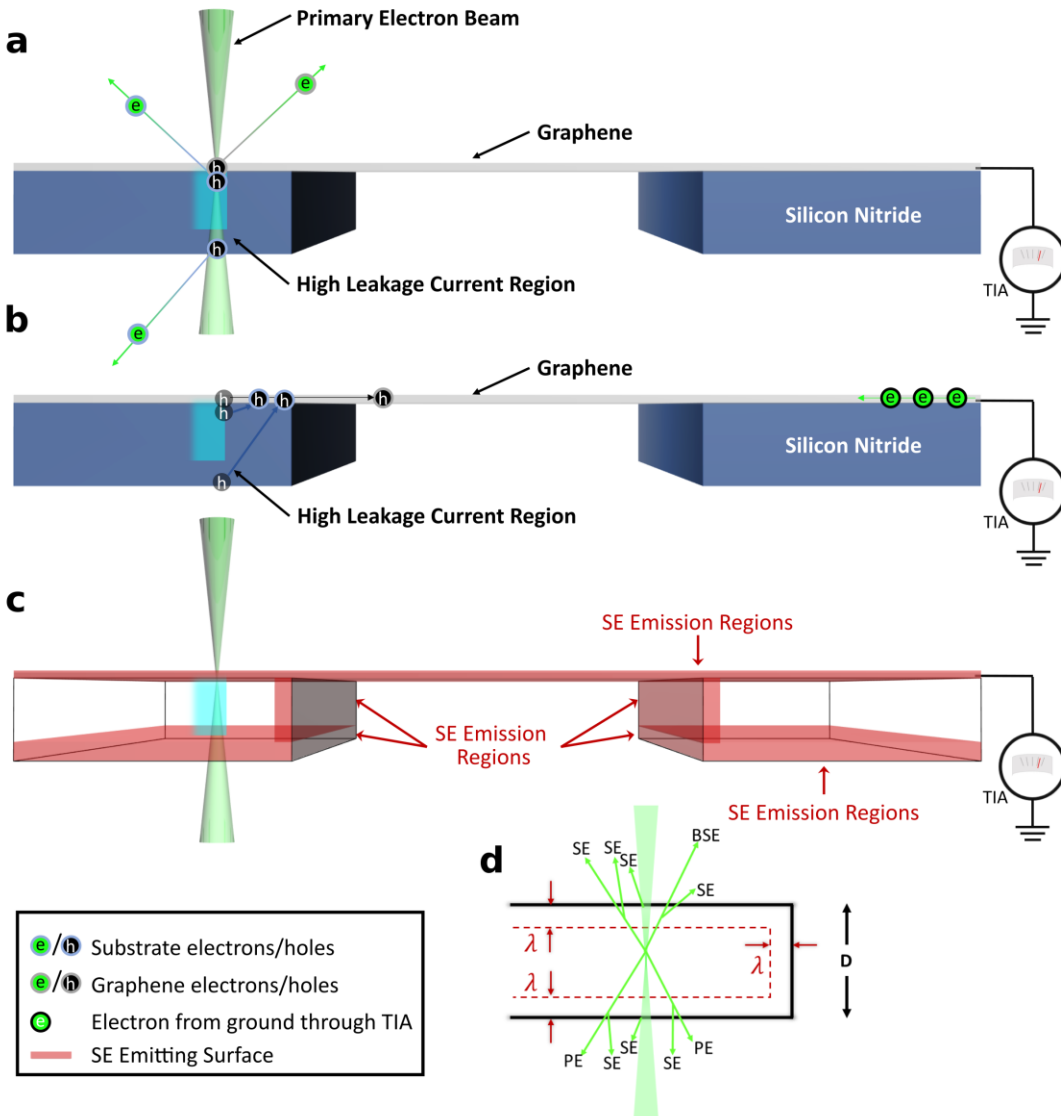 a
Primary Electron Beam
e
e
Graphene
h
h
Silicon Nitride
h
High Leakage Current Region
TIA
e
b
Graphene
h
h
h
h
h
e
e
e
Silicon Nitride
h
High Leakage Current Region
TIA
c
SE Emission Regions
SE Emission
Regions
TIA
SE Emission Regions
d
SE
SE
SE
BSE
SE
λ
λ
λ
D
PE
SE
SE
SE
PE
e/h Substrate electrons/holes
e/h Graphene electrons/holes
e Electron from ground through TIA
SE Emitting Surface